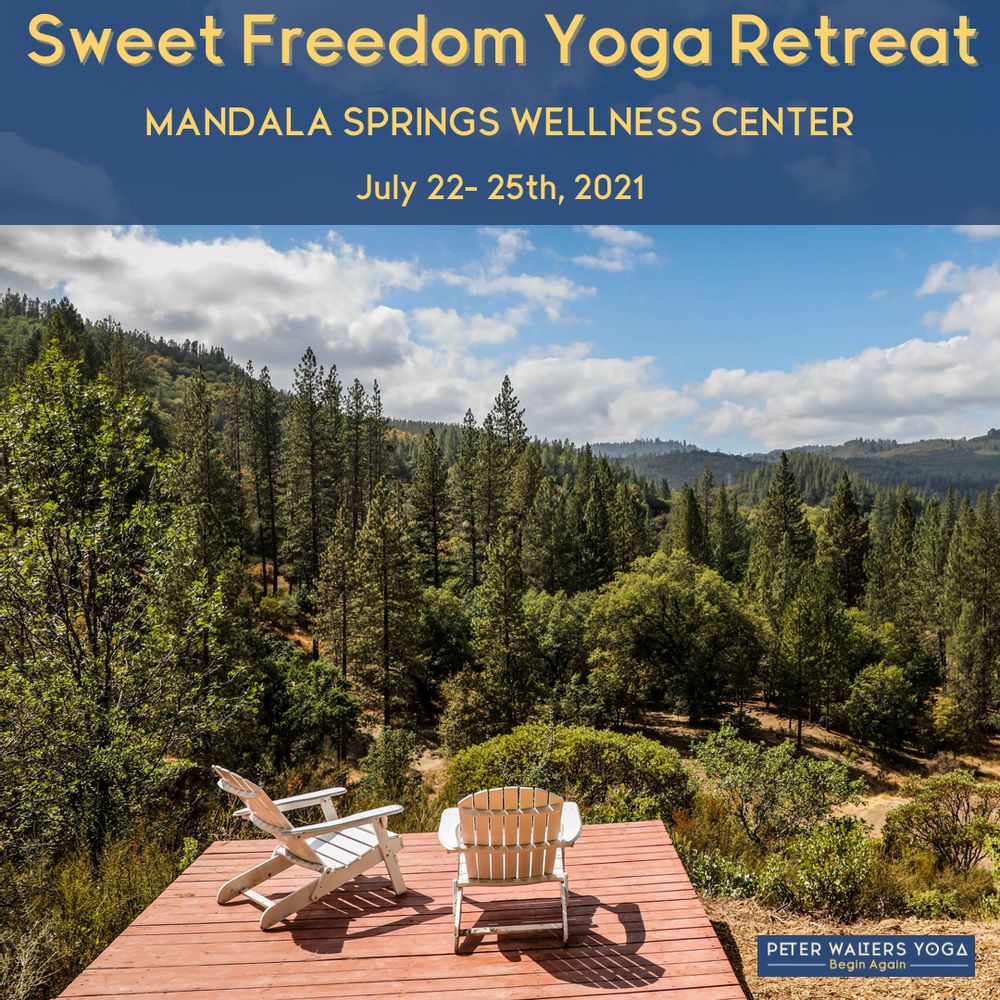 Sweet Freedom Yoga Retreat
MANDALA SPRINGS WELLNESS CENTER
July 22- 25th, 2021
PETER WALTERS YOGA
Begin Again